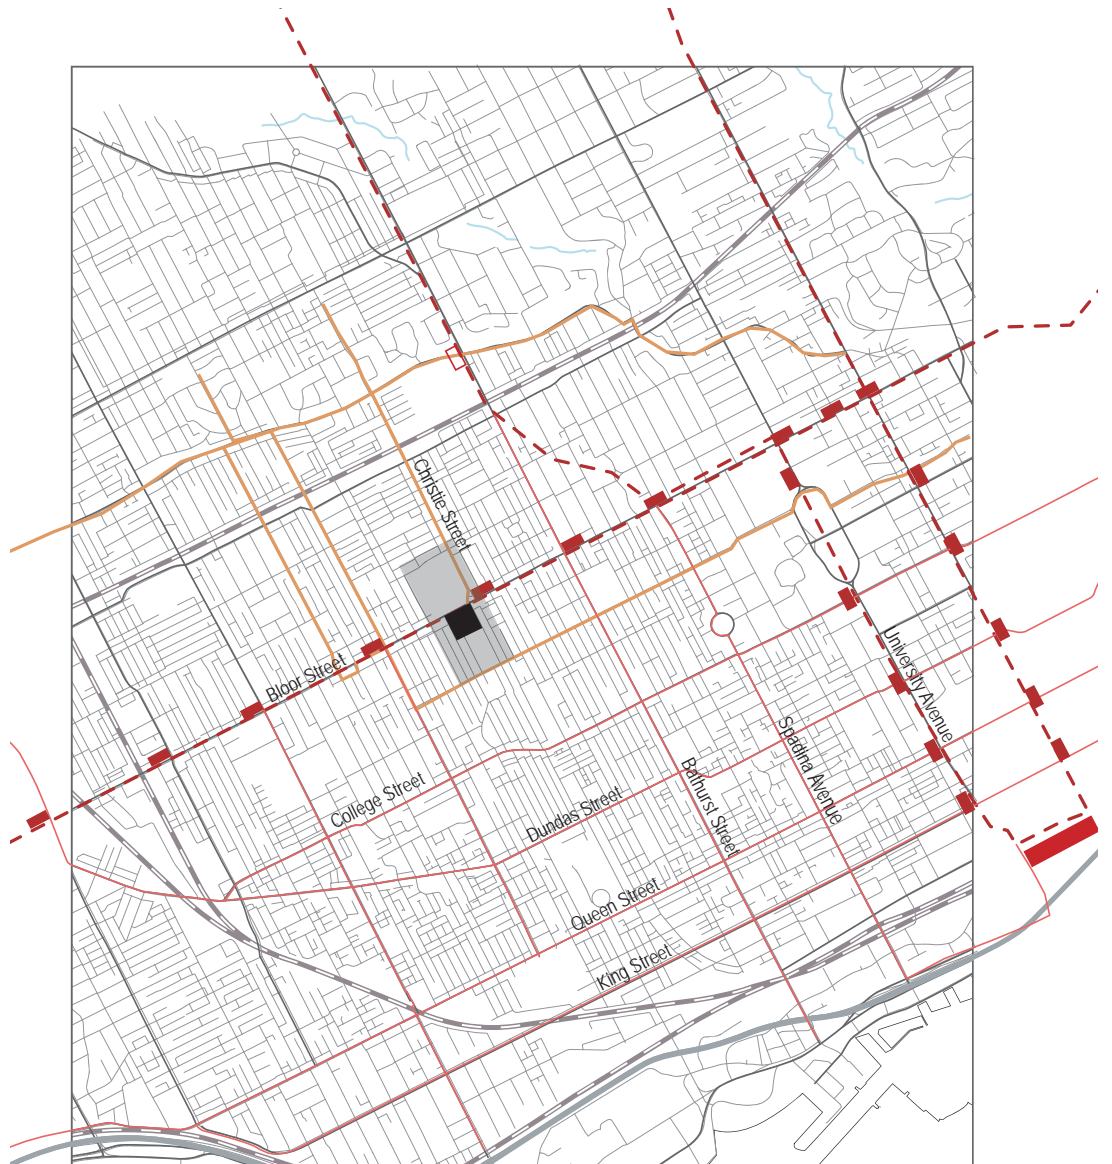 Christie Street
Bloor Street
University Avenue
Spadina Avenue
College Street
Bathurst Street
Dundas Street
Queen Street
King Street